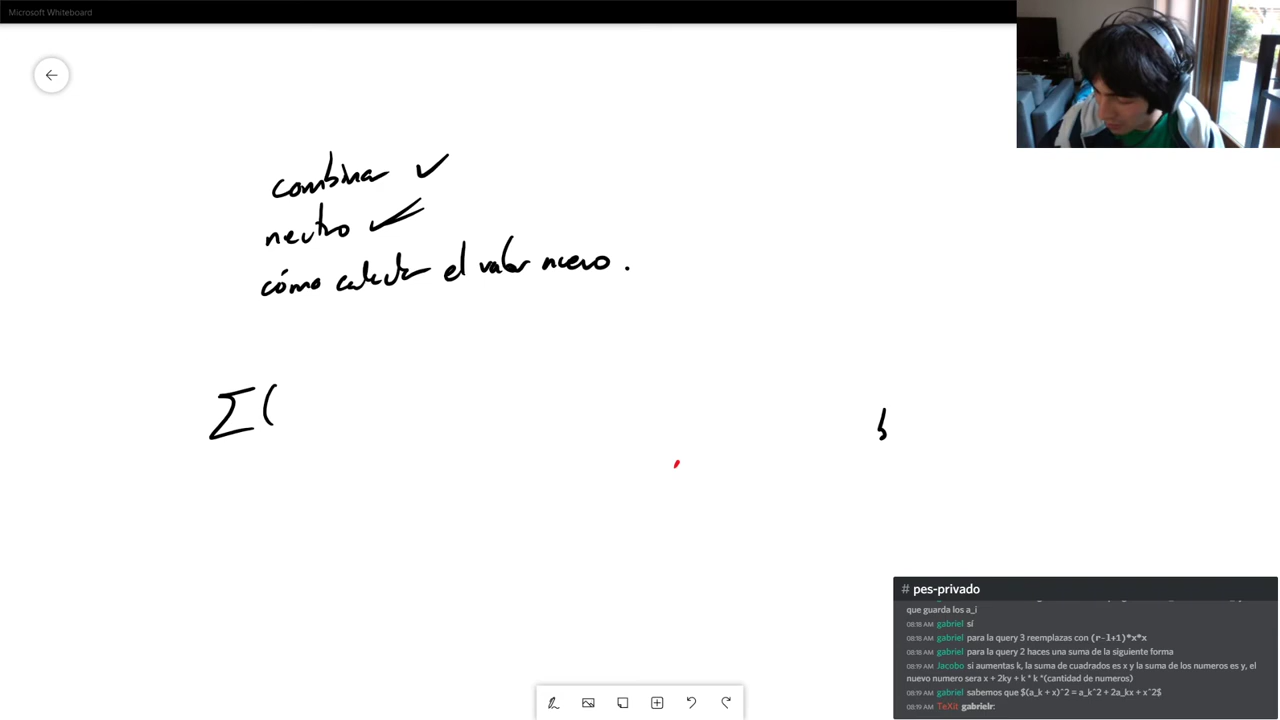 Microsoft Whiteboard
combinar ✓
neutro ✓
cómo calcular el valor nuevo.
∑(
# pes-privado
que guarda los a_i
08:18 AM gabriel sí
08:18 AM gabriel para la query 3 reemplazas con (r-l+1)*x*x
08:18 AM gabriel para la query 2 haces una suma de la siguiente forma
08:19 AM Jacobo si aumentas k, la suma de cuadrados es x y la suma de los numeros es y, el
nuevo numero sera x + 2ky + k * k *(cantidad de numeros)
08:19 AM gabriel sabemos que $(a_k + x)^2 = a_k^2 + 2a_kx + x^2$
08:19 AM TeXit gabrielr: